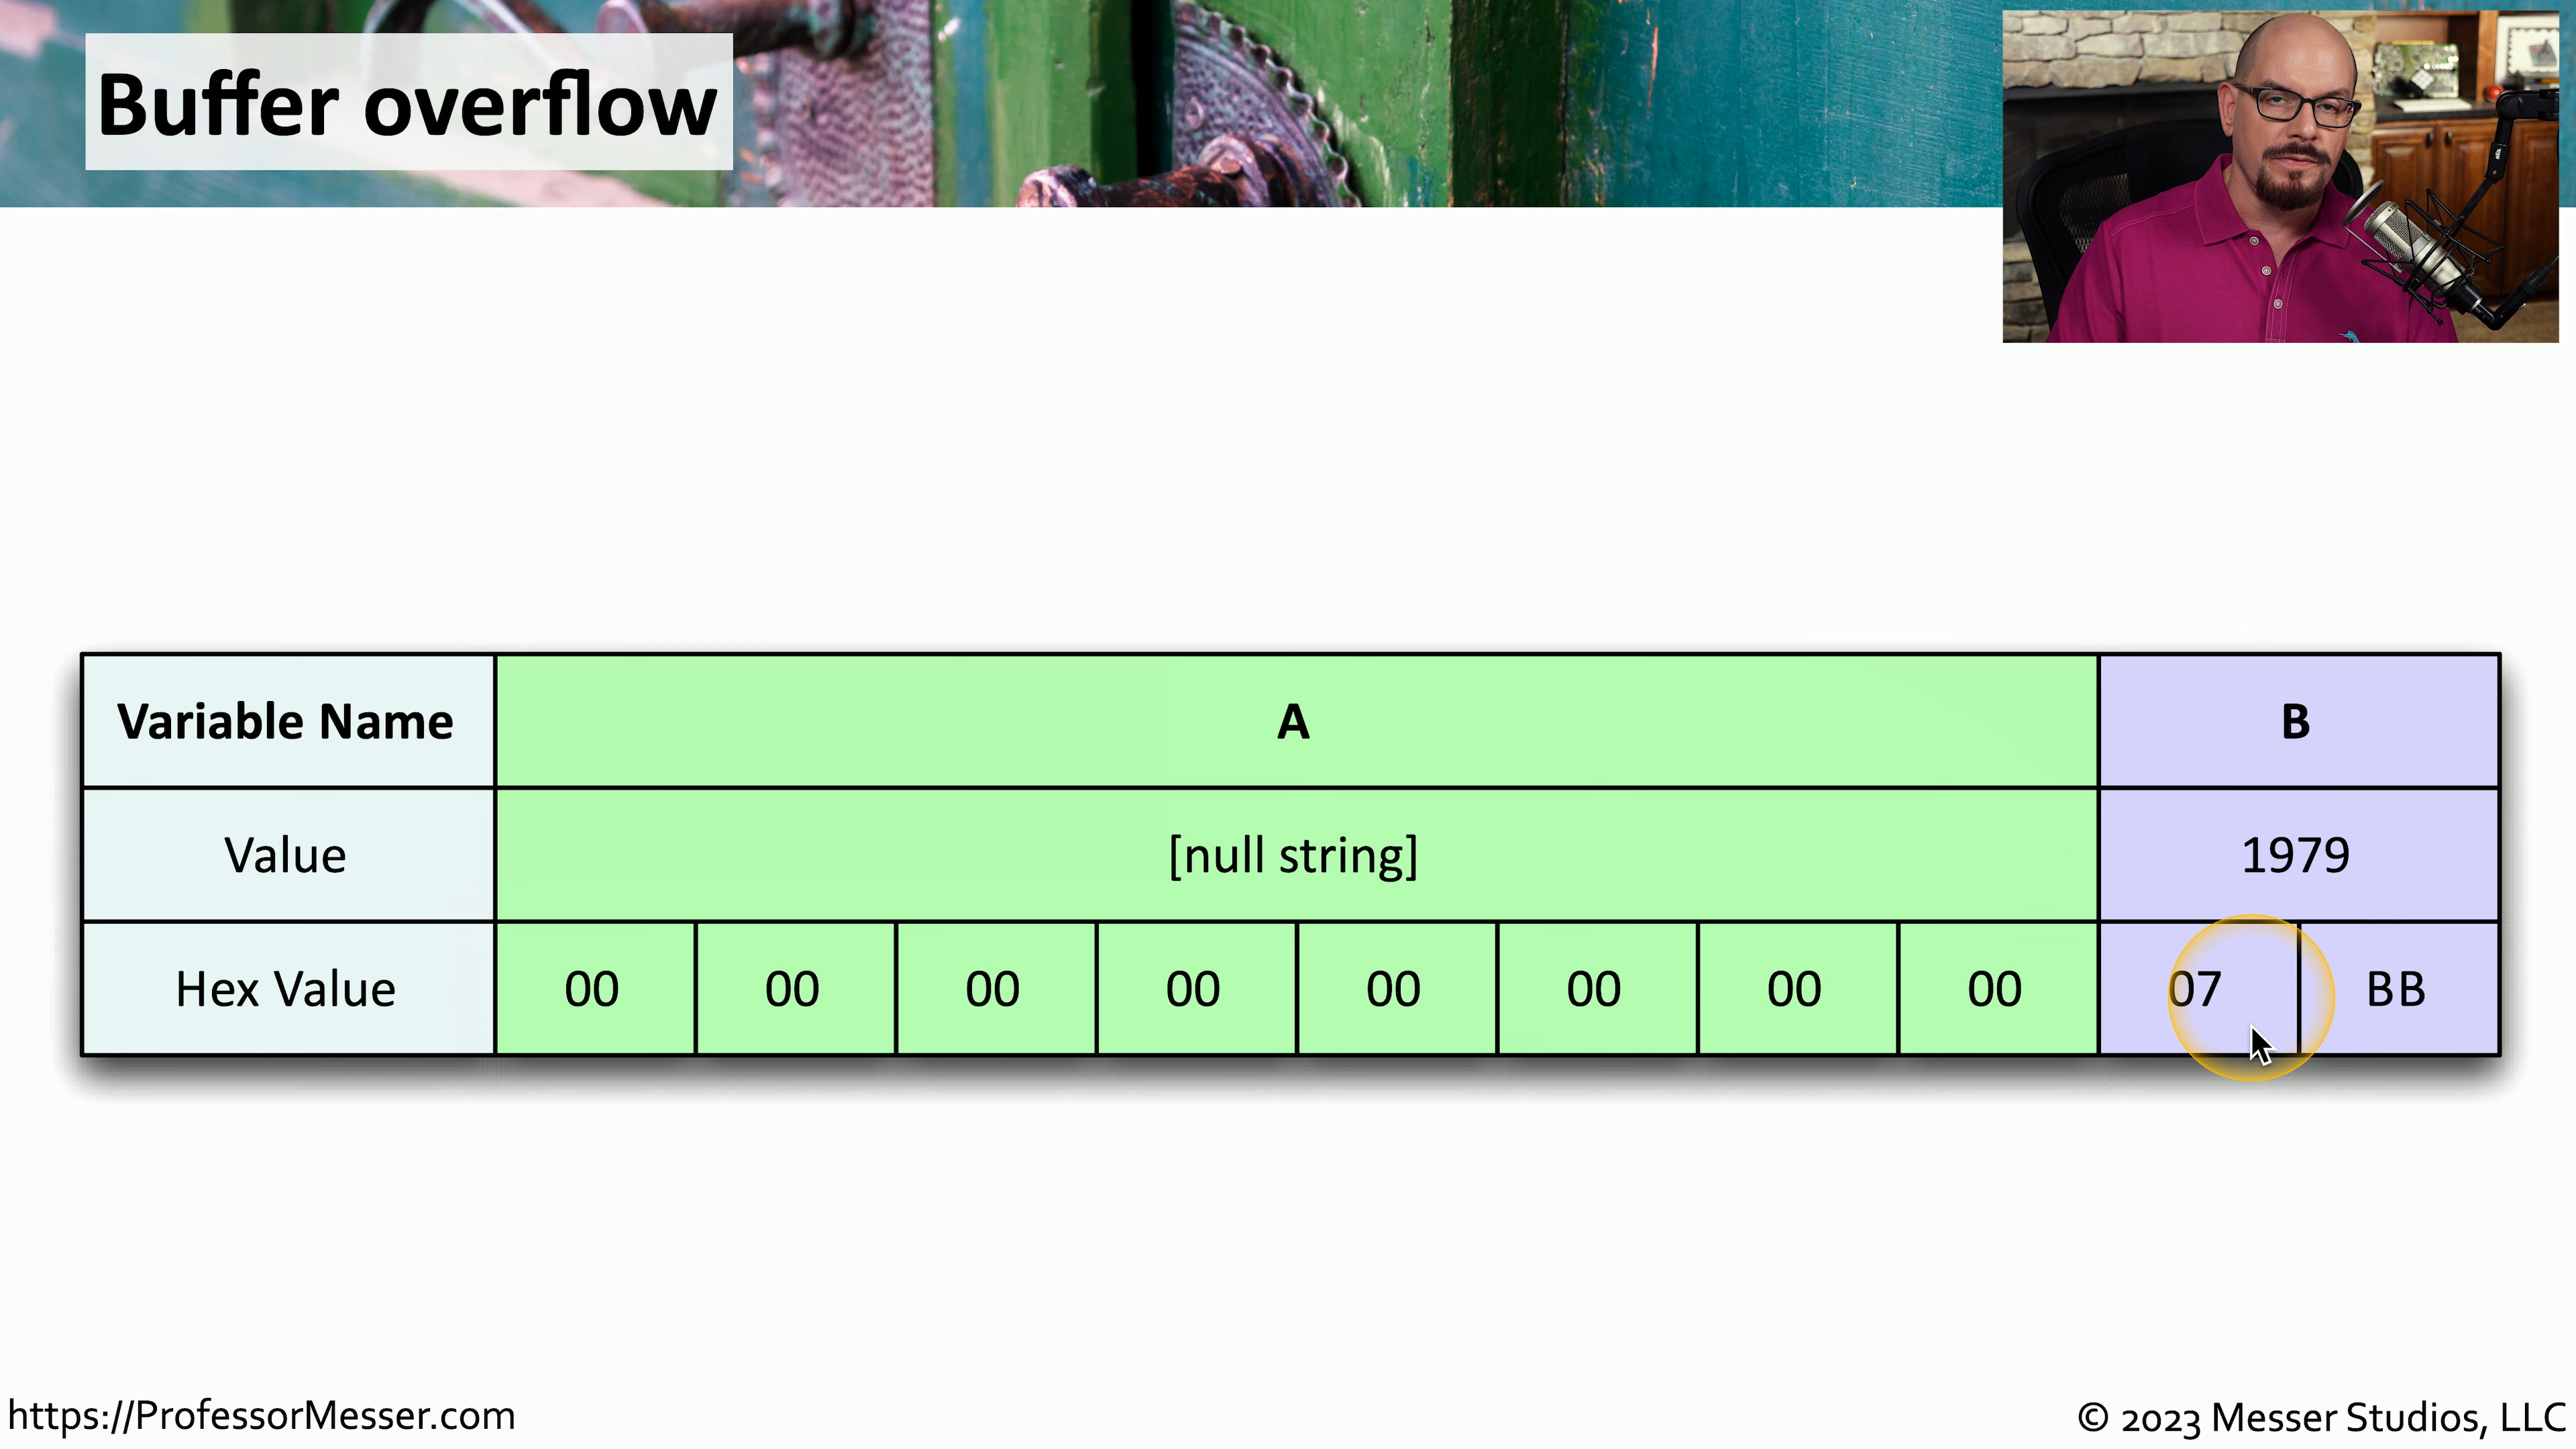 Buffer overflow
Variable Name A B
Value [null string] 1979
Hex Value 00 00 00 00 00 00 00 00 07 BB
https://ProfessorMesser.com
© 2023 Messer Studios, LLC